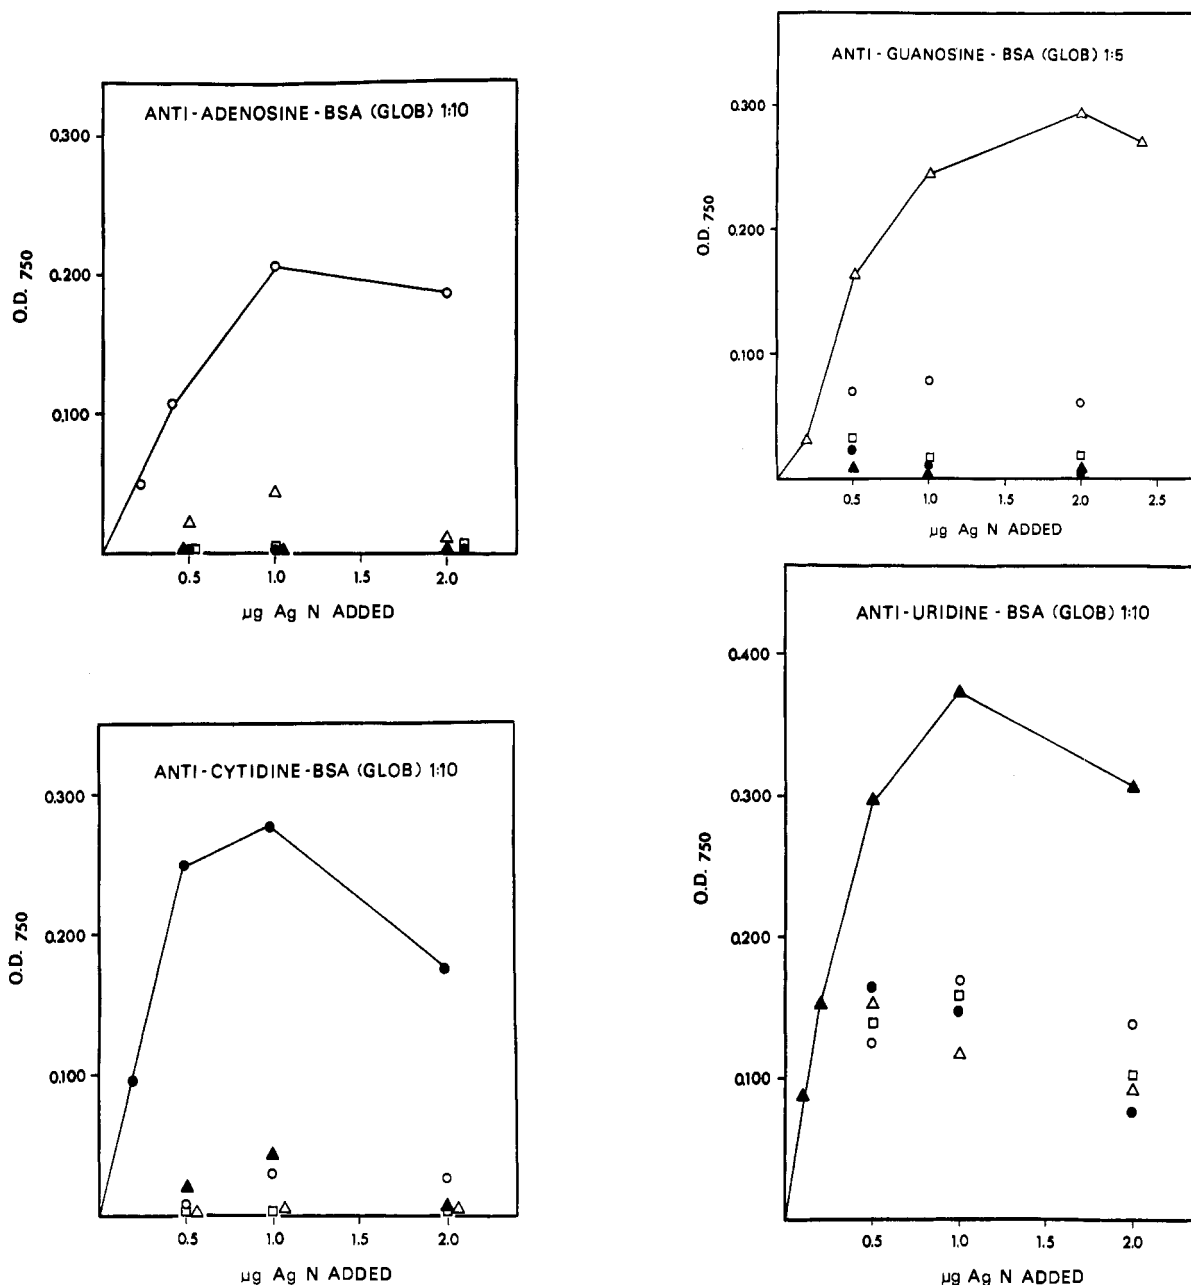 ANTI-ADENOSINE-BSA (GLOB) 1:10
0.300
0.200
0.100
O.D. 750
0.5 1.0 1.5 2.0
µg Ag N ADDED
ANTI-GUANOSINE-BSA (GLOB) 1:5
0.300
0.200
0.100
O.D. 750
0.5 1.0 1.5 2.0 2.5
µg Ag N ADDED
ANTI-CYTIDINE-BSA (GLOB) 1:10
0.300
0.200
0.100
O.D. 750
0.5 1.0 1.5 2.0
µg Ag N ADDED
ANTI-URIDINE-BSA (GLOB) 1:10
0.400
0.300
0.200
0.100
O.D. 750
0.5 1.0 1.5 2.0
µg Ag N ADDED